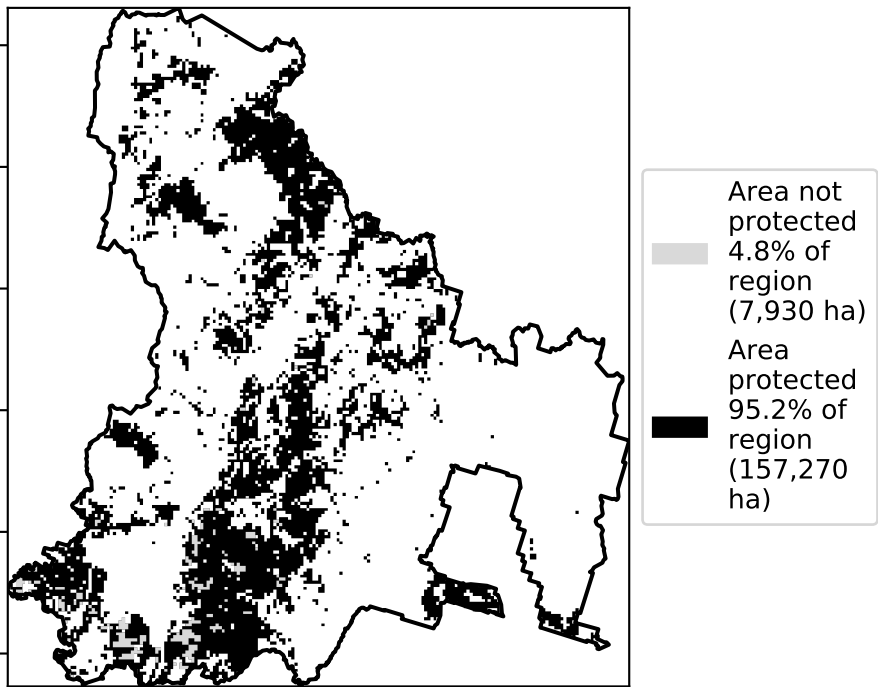 Area not
protected
4.8% of
region
(7,930 ha)
Area
protected
95.2% of
region
(157,270
ha)